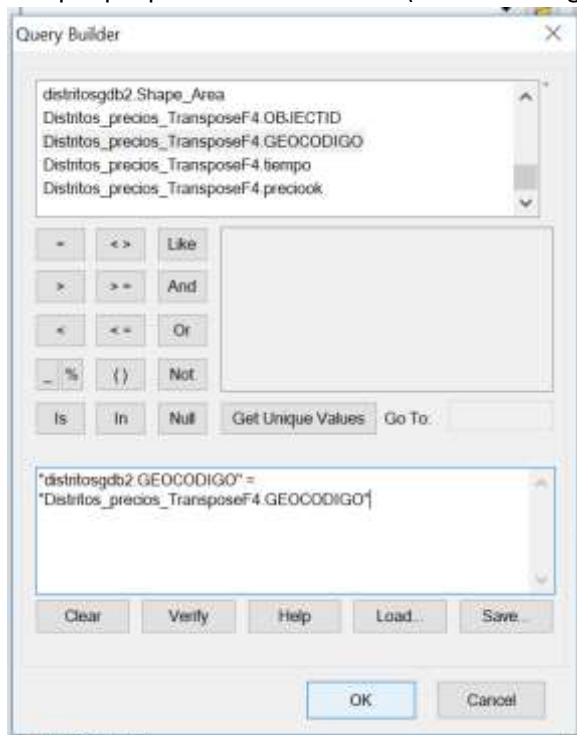 Query Builder
distritosgdb2.Shape_Area
Distritos_precios_TransposeF4.OBJECTID
Distritos_precios_TransposeF4.GEOCODIGO
Distritos_precios_TransposeF4.tiempo
Distritos_precios_TransposeF4.preciook
= < > Like
> > = And
< < = Or
_ % ( ) Not
Is In Null Get Unique Values Go To:
"distritosgdb2.GEOCODIGO" =
"Distritos_precios_TransposeF4.GEOCODIGO"
Clear Verify Help Load... Save...
OK Cancel